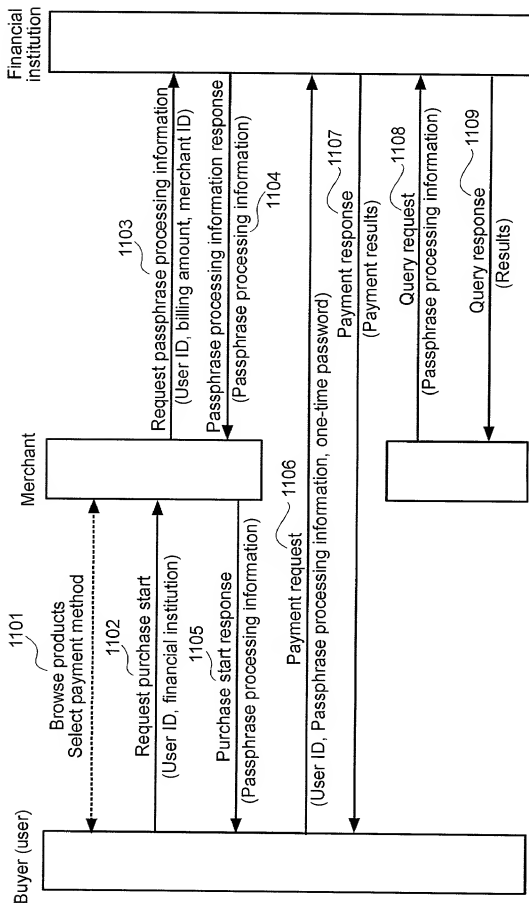 Buyer (user)
Merchant
Financial
institution
1101
Browse products
Select payment method
1102
Request purchase start
(User ID, financial institution)
1103
Request passphrase processing information
(User ID, billing amount, merchant ID)
Passphrase processing information response
(Passphrase processing information)
1104
1105
Purchase start response
(Passphrase processing information)
1106
Payment request
(User ID, Passphrase processing information, one-time password)
1107
Payment response
(Payment results)
1108
Query request
(Passphrase processing information)
1109
Query response
(Results)